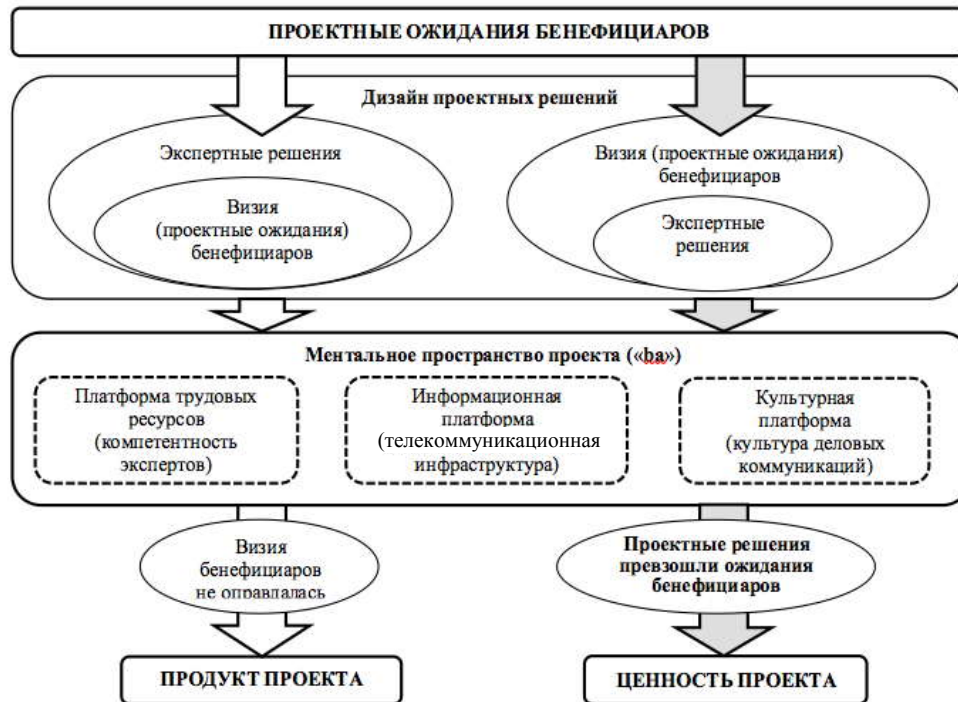 ПРОЕКТНЫЕ ОЖИДАНИЯ БЕНЕФИЦИАРОВ
Дизайн проектных решений
Экспертные решения
Визия
(проектные ожидания)
бенефициаров
Визия (проектные ожидания)
бенефициаров
Экспертные
решения
Ментальное пространство проекта («ba»)
Платформа трудовых
ресурсов
(компетентность
экспертов)
Информационная
платформа
(телекоммуникационная
инфраструктура)
Культурная
платформа
(культура деловых
коммуникаций)
Визия
бенефициаров
не оправдалась
Проектные решения
превзошли ожидания
бенефициаров
ПРОДУКТ ПРОЕКТА
ЦЕННОСТЬ ПРОЕКТА